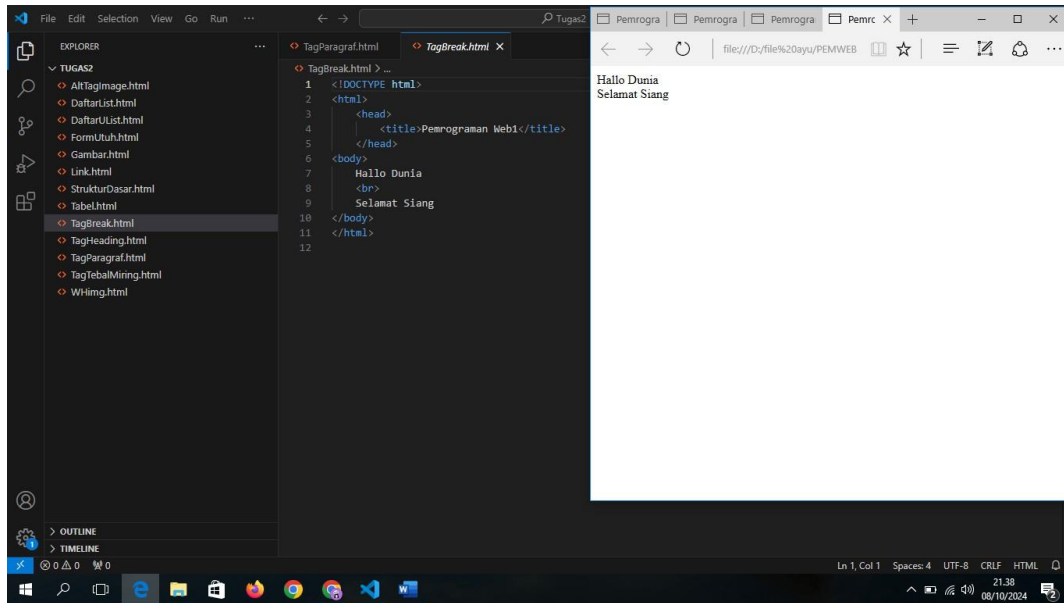 File Edit Selection View Go Run ...
Tugas2
EXPLORER ...
TUGAS2
AltTagImage.html
DaftarList.html
DaftarUList.html
FormUtuh.html
Gambar.html
Link.html
StrukturDasar.html
Tabel.html
TagBreak.html
TagHeading.html
TagParagraf.html
TagTebalMiring.html
WHimg.html
OUTLINE
TIMELINE
TagParagraf.html TagBreak.html
TagBreak.html > ...
1 <!DOCTYPE html>
2 <html>
3 <head>
4 <title>Pemrograman Web1</title>
5 </head>
6 <body>
7 Hallo Dunia
8 <br>
9 Selamat Siang
10 </body>
11 </html>
12
Pemrogra Pemrogra Pemrogra Pemrc
file:///D:/file%20ayu/PEMWEB
Hallo Dunia
Selamat Siang
0 0 0 Ln 1, Col 1 Spaces: 4 UTF-8 CRLF HTML
21.38
08/10/2024